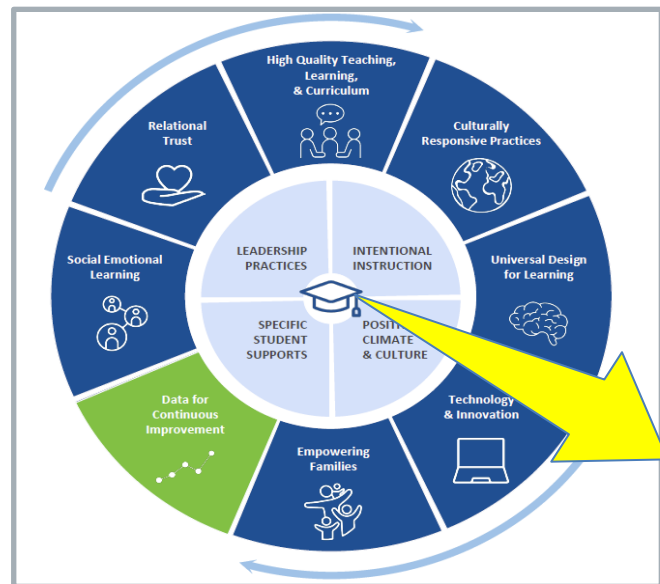 High Quality Teaching,
Learning,
& Curriculum
Culturally
Responsive Practices
Universal Design
for Learning
Technology
& Innovation
Empowering
Families
Data for
Continuous
Improvement
Social Emotional
Learning
Relational
Trust
LEADERSHIP
PRACTICES
INTENTIONAL
INSTRUCTION
SPECIFIC
STUDENT
SUPPORTS
CLIMATE
& CULTURE